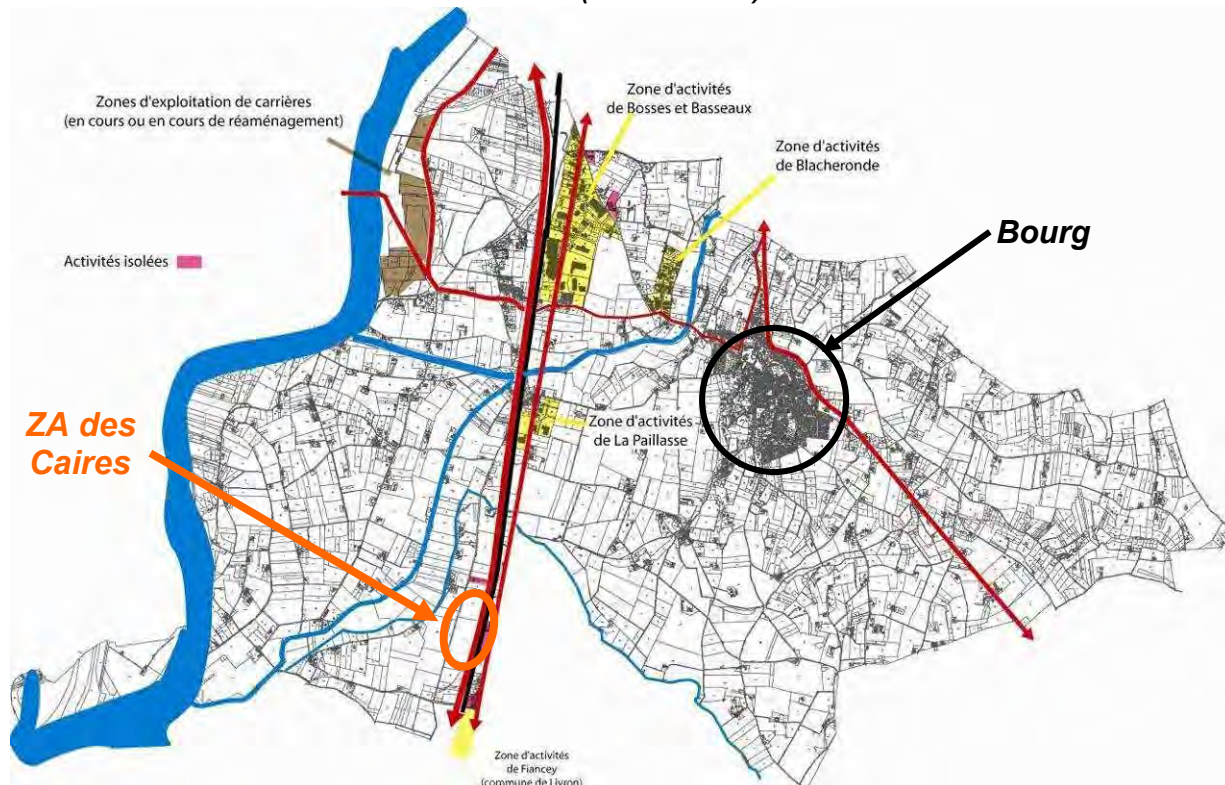 Zone d'activités
de Bosses et Basseaux
Zones d'exploitation de carrières
(en cours ou en cours de réaménagement)
Zone d'activités
de Blacheronde
Bourg
Activités isolées
ZA des
Caires
Zone d'activités
de La Paillasse
Zone d'activités
de Fiancey
(commune de Livron)